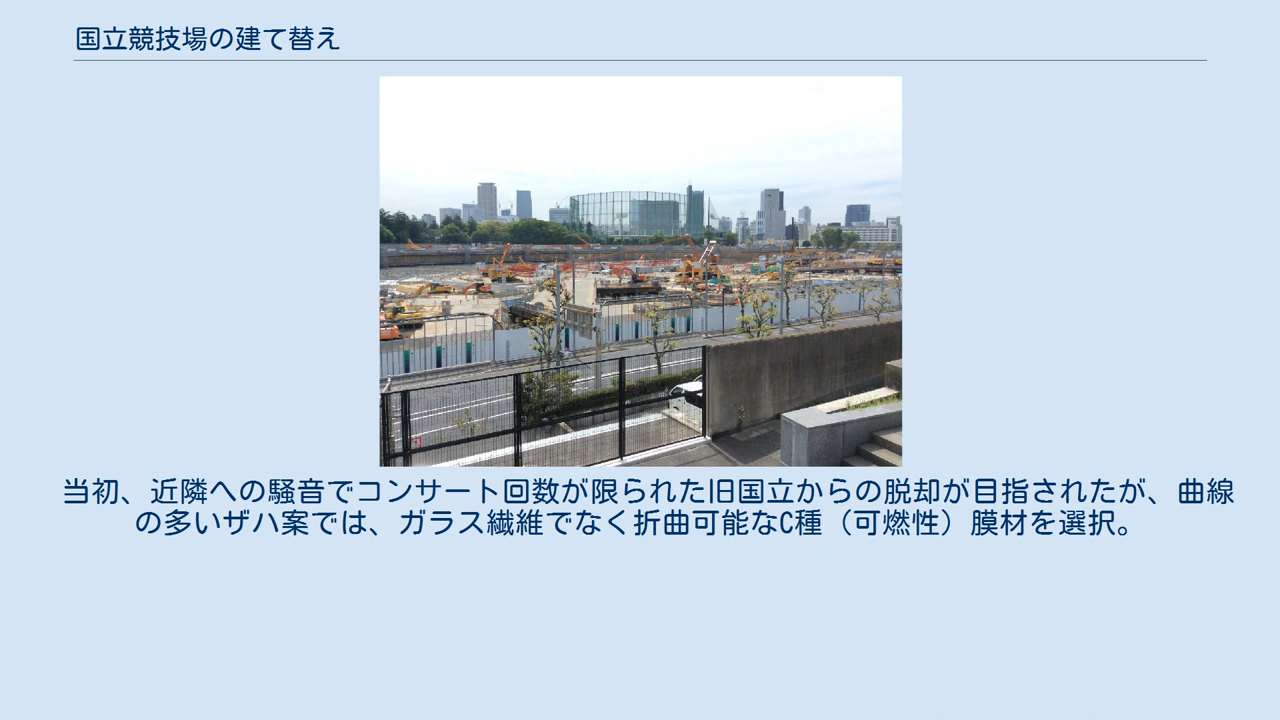 国立競技場の建て替え
当初、近隣への騒音でコンサート回数が限られた旧国立からの脱却が目指されたが、曲線
の多いザハ案では、ガラス繊維でなく折曲可能なC種（可燃性）膜材を選択。